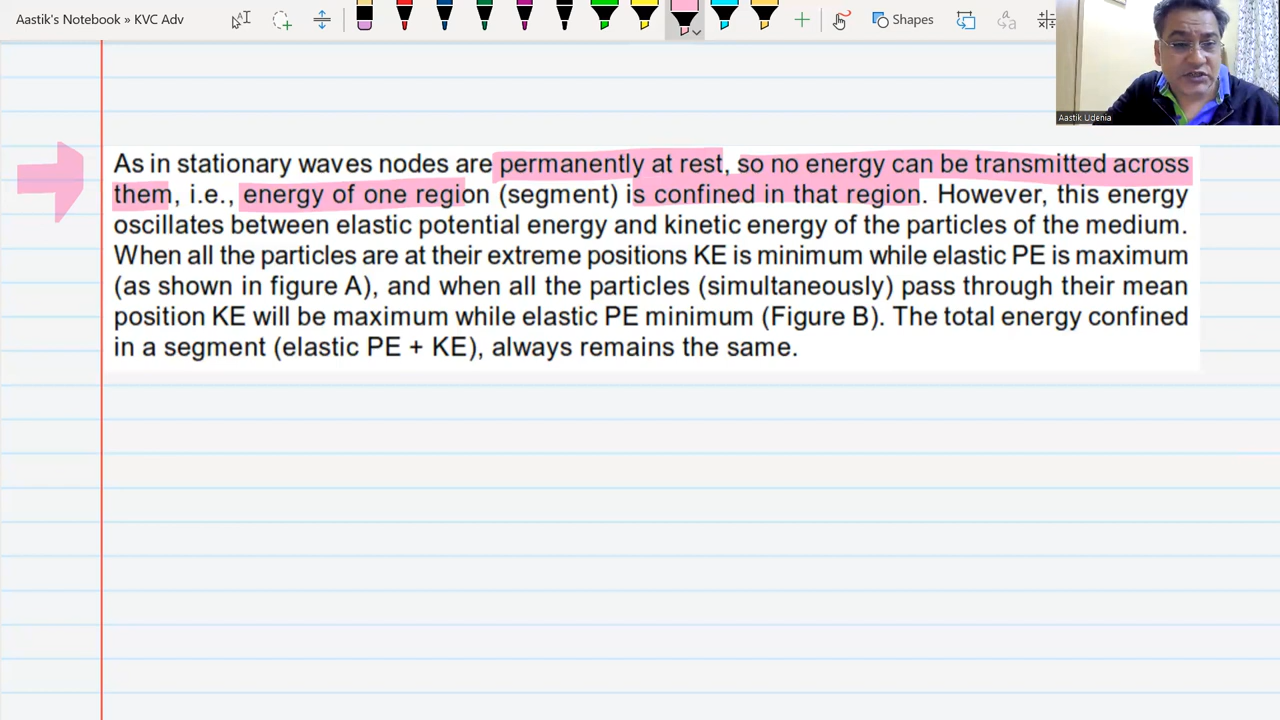 Aastik's Notebook » KVC Adv
Shapes
Aastik Udenia
As in stationary waves nodes are permanently at rest, so no energy can be transmitted across
them, i.e., energy of one region (segment) is confined in that region. However, this energy
oscillates between elastic potential energy and kinetic energy of the particles of the medium.
When all the particles are at their extreme positions KE is minimum while elastic PE is maximum
(as shown in figure A), and when all the particles (simultaneously) pass through their mean
position KE will be maximum while elastic PE minimum (Figure B). The total energy confined
in a segment (elastic PE + KE), always remains the same.